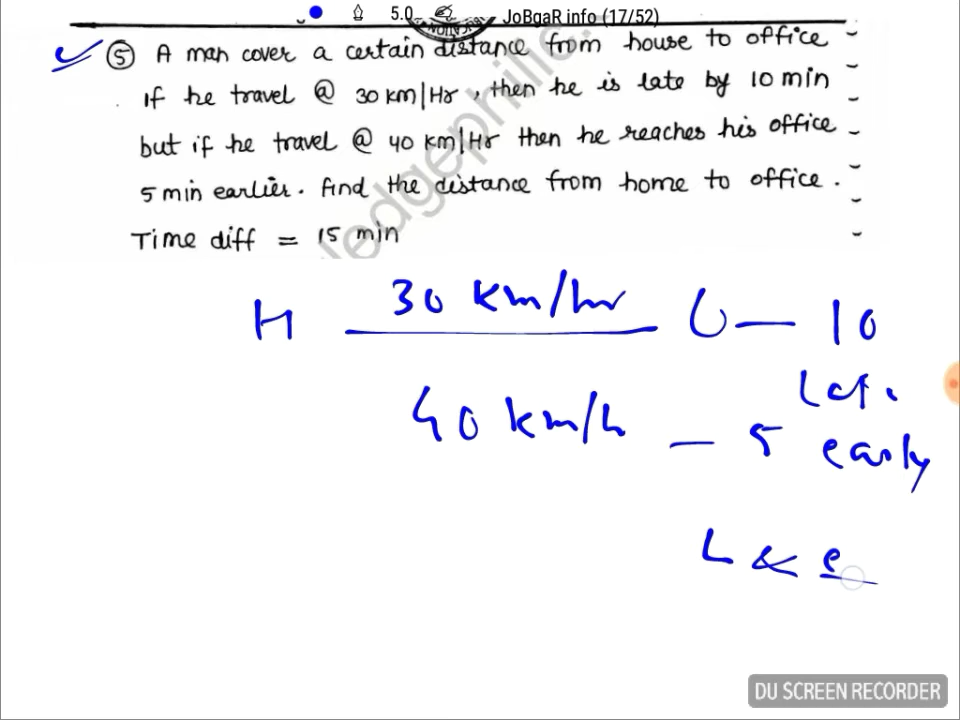 5.0 JoBgaR info (17/52)
⑤ A man cover a certain distance from house to office
If he travel @ 30 km/Hr, then he is late by 10 min
but if he travel @ 40 km/Hr then he reaches his office
5 min earlier. find the distance from home to office.
Time diff = 15 min
H 30 km/hr O — 10
Late
40 km/h — 5 early
L & e
DU SCREEN RECORDER